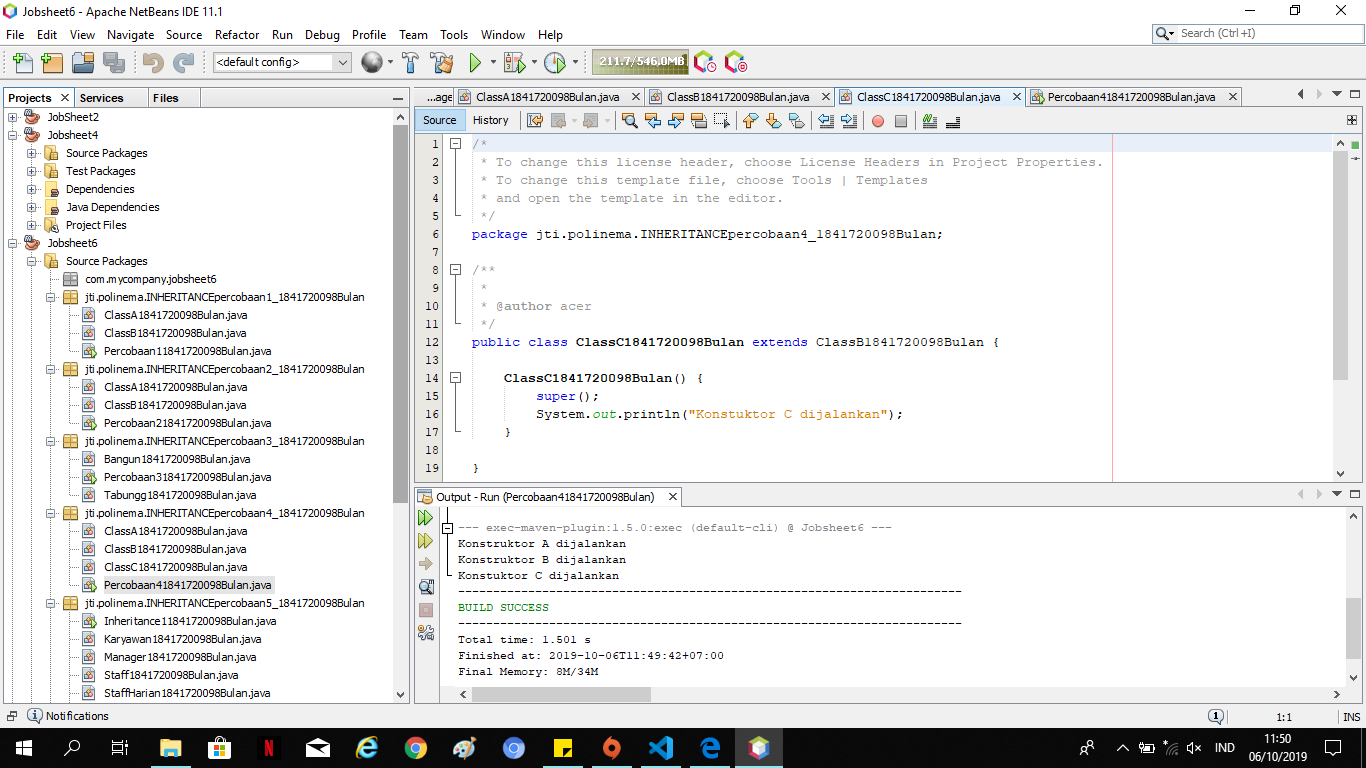 Jobsheet6 - Apache NetBeans IDE 11.1
File Edit View Navigate Source Refactor Run Debug Profile Team Tools Window Help
Search (Ctrl+I)
<default config>
211.7/546.0MB
Projects
Services
Files
JobSheet2
Jobsheet4
Source Packages
Test Packages
Dependencies
Java Dependencies
Project Files
Jobsheet6
Source Packages
com.mycompany.jobsheet6
jti.polinema.INHERITANCEpercobaan1_1841720098Bulan
ClassA1841720098Bulan.java
ClassB1841720098Bulan.java
Percobaan11841720098Bulan.java
jti.polinema.INHERITANCEpercobaan2_1841720098Bulan
ClassA1841720098Bulan.java
ClassB1841720098Bulan.java
Percobaan21841720098Bulan.java
jti.polinema.INHERITANCEpercobaan3_1841720098Bulan
Bangun1841720098Bulan.java
Percobaan31841720098Bulan.java
Tabungg1841720098Bulan.java
jti.polinema.INHERITANCEpercobaan4_1841720098Bulan
ClassA1841720098Bulan.java
ClassB1841720098Bulan.java
ClassC1841720098Bulan.java
Percobaan41841720098Bulan.java
jti.polinema.INHERITANCEpercobaan5_1841720098Bulan
Inheritance11841720098Bulan.java
Karyawan1841720098Bulan.java
Manager1841720098Bulan.java
Staff1841720098Bulan.java
StaffHarian1841720098Bulan.java
...age
ClassA1841720098Bulan.java
ClassB1841720098Bulan.java
ClassC1841720098Bulan.java
Percobaan41841720098Bulan.java
Source
History
1 /*
2 * To change this license header, choose License Headers in Project Properties.
3 * To change this template file, choose Tools | Templates
4 * and open the template in the editor.
5 */
6 package jti.polinema.INHERITANCEpercobaan4_1841720098Bulan;
7
8 /**
9 *
10 * @author acer
11 */
12 public class ClassC1841720098Bulan extends ClassB1841720098Bulan {
13
14 ClassC1841720098Bulan() {
15 super();
16 System.out.println("Konstuktor C dijalankan");
17 }
18
19 }
Output - Run (Percobaan41841720098Bulan)
--- exec-maven-plugin:1.5.0:exec (default-cli) @ Jobsheet6 ---
Konstruktor A dijalankan
Konstruktor B dijalankan
Konstuktor C dijalankan
------------------------------------------------------------------------
BUILD SUCCESS
------------------------------------------------------------------------
Total time: 1.501 s
Finished at: 2019-10-06T11:49:42+07:00
Final Memory: 8M/34M
Notifications
1:1
INS
IND
11:50
06/10/2019